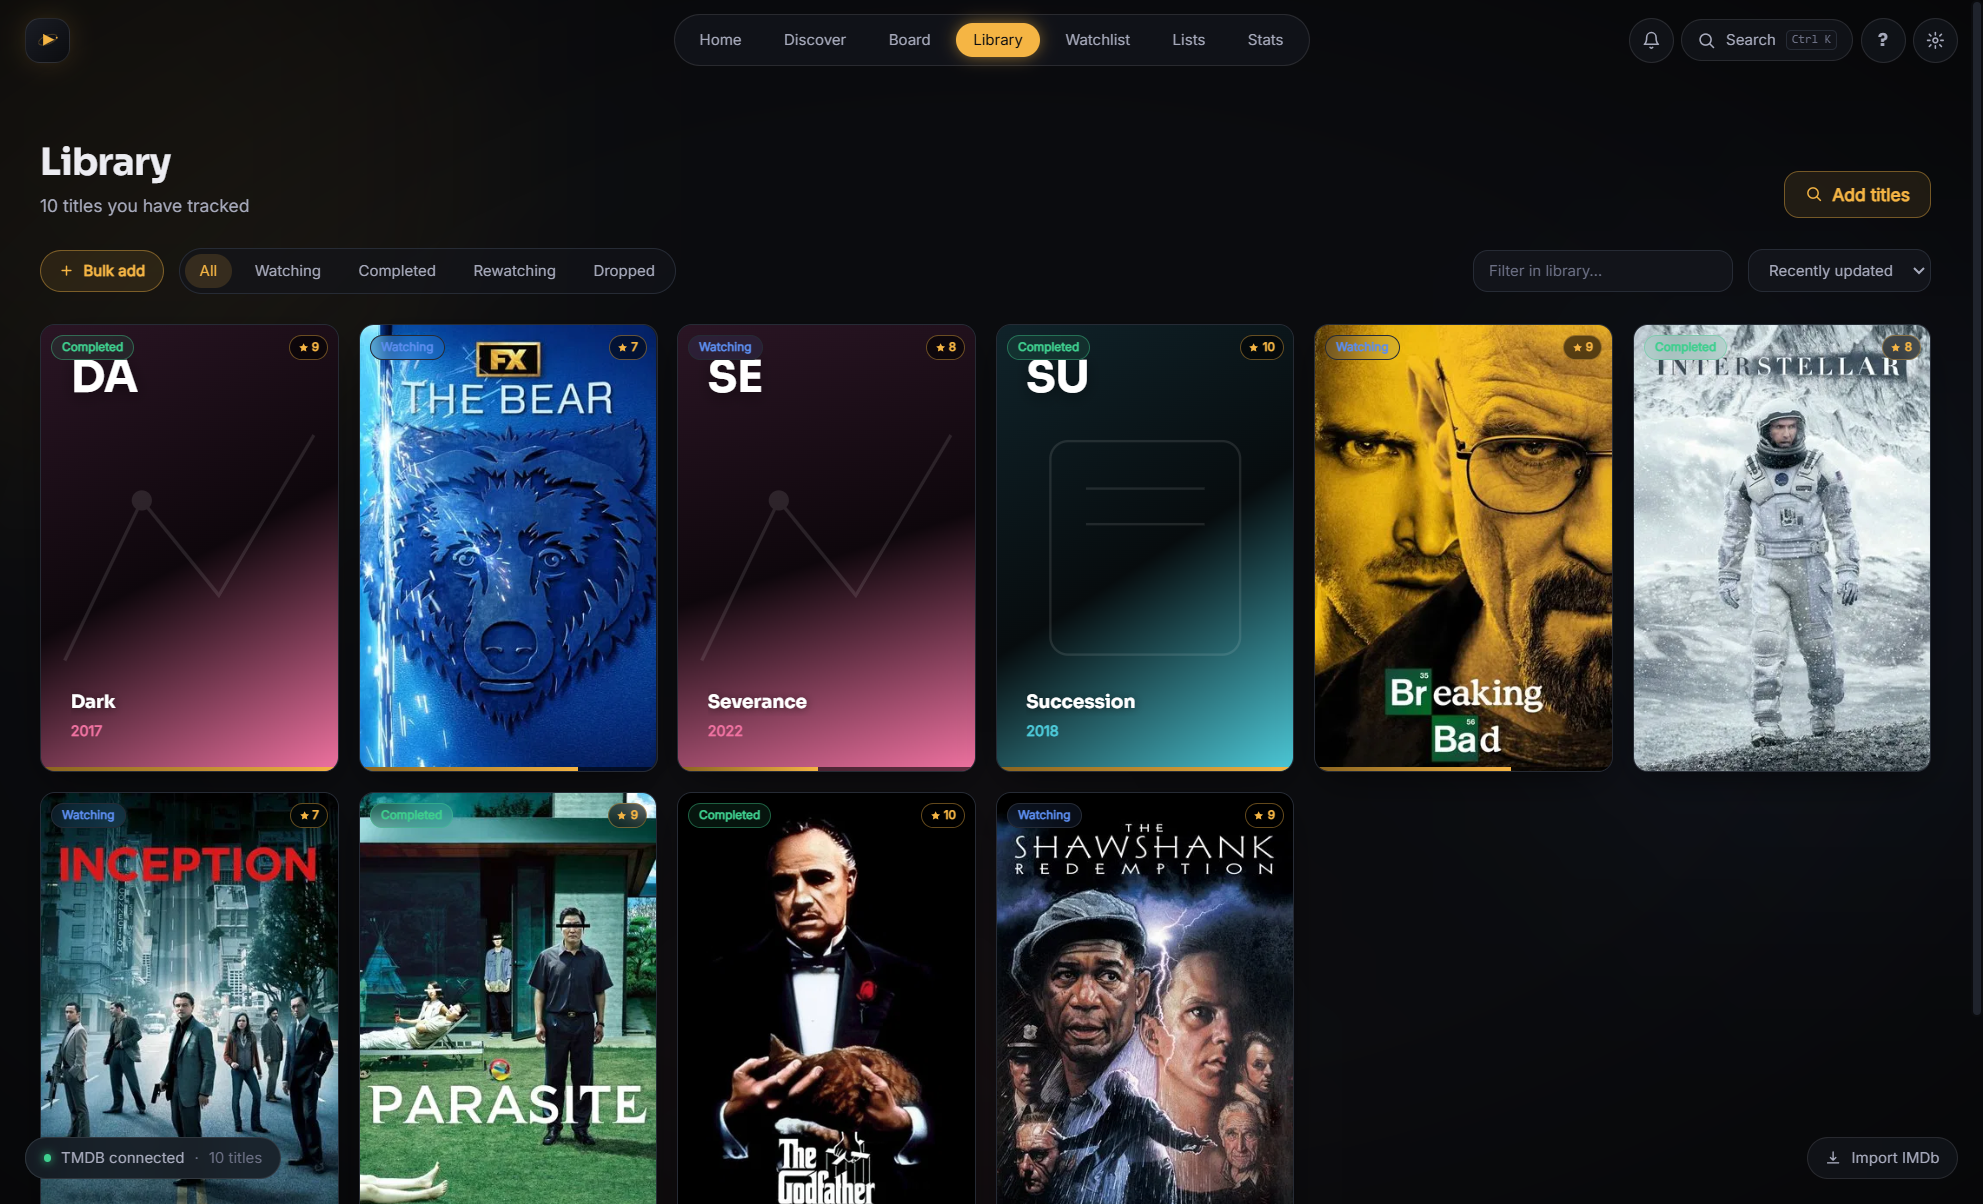 Home Discover Board Library Watchlist Lists Stats
Search Ctrl K ?
Library
10 titles you have tracked
Add titles
+ Bulk add All Watching Completed Rewatching Dropped
Filter in library... Recently updated
Completed ★ 9
DA
Dark
2017
Watching ★ 7
FX
THE BEAR
Watching ★ 8
SE
Severance
2022
Completed ★ 10
SU
Succession
2018
Watching ★ 9
35
Breaking
56
Bad
Completed ★ 8
INTERSTELLAR
Watching ★ 7
INCEPTION
Completed ★ 9
PARASITE
Completed ★ 10
The
Godfather
Watching ★ 9
THE
SHAWSHANK
REDEMPTION
TMDB connected · 10 titles
Import IMDb